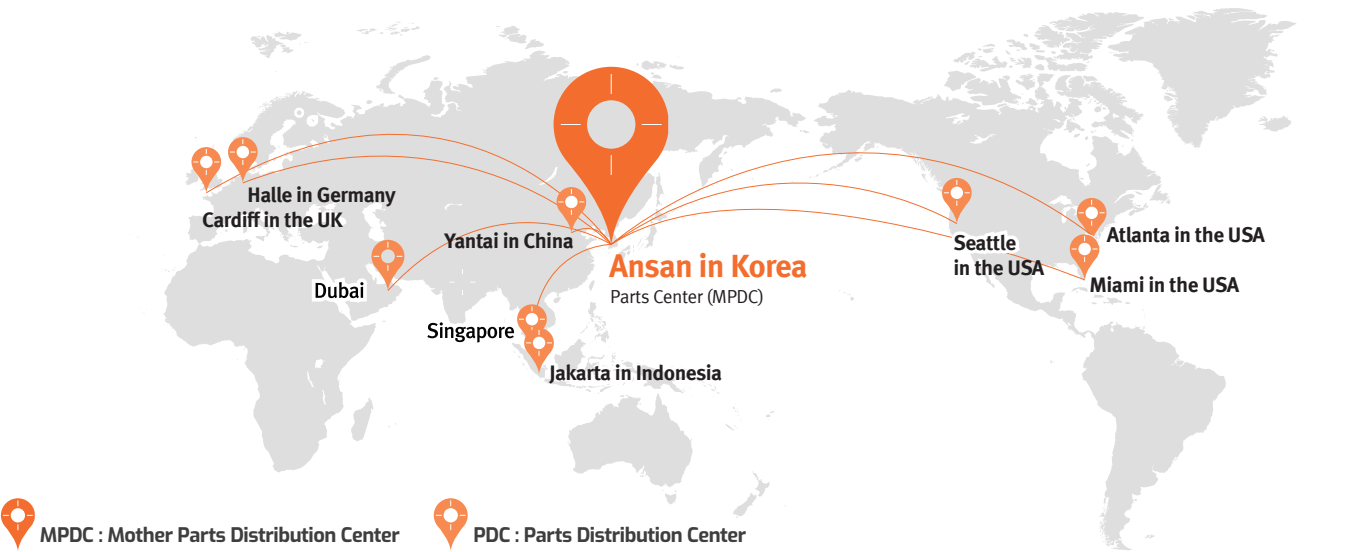 Halle in Germany
Cardiff in the UK
Yantai in China
Dubai
Ansan in Korea
Parts Center (MPDC)
Singapore
Jakarta in Indonesia
Seattle
in the USA
Atlanta in the USA
Miami in the USA
MPDC : Mother Parts Distribution Center
PDC : Parts Distribution Center